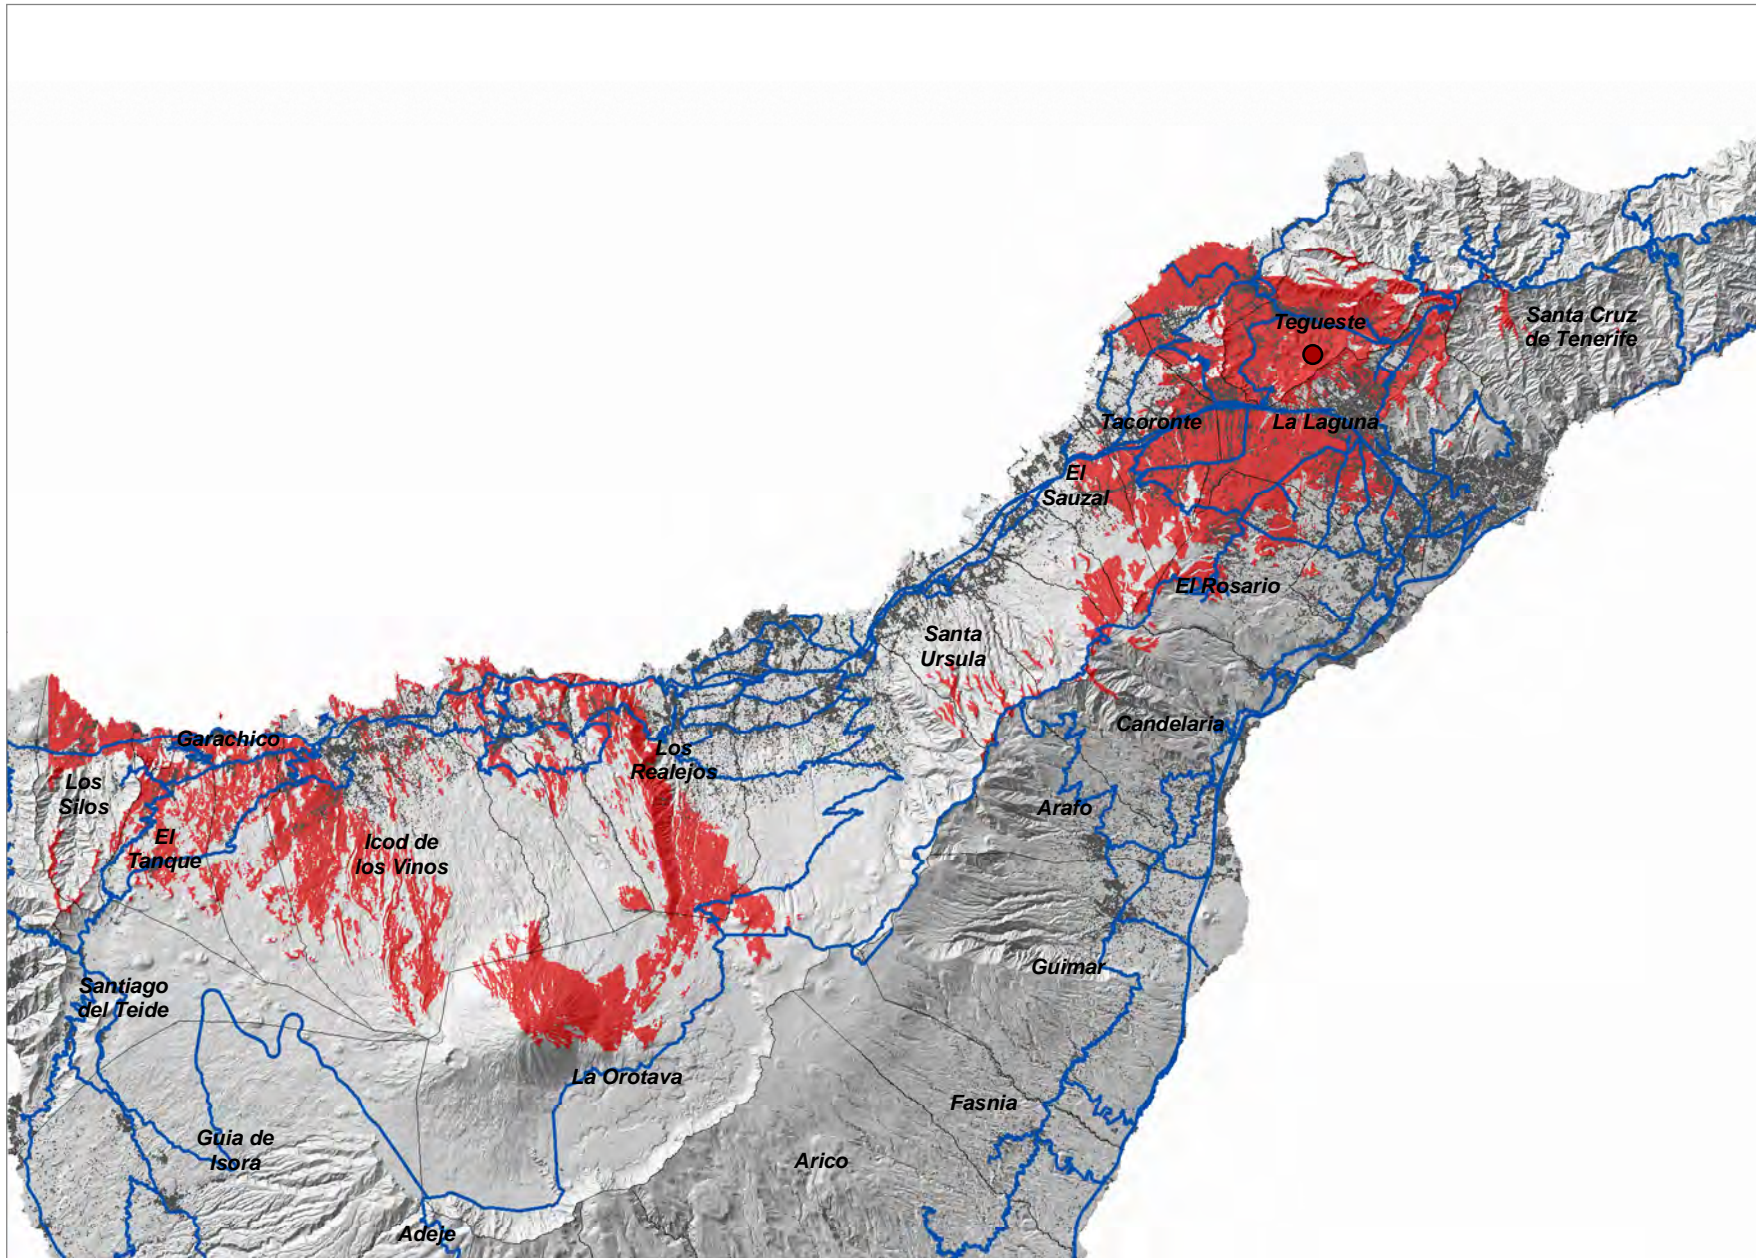 Santa Cruz
de Tenerife
Tegueste
Tacoronte
La Laguna
El
Sauzal
El Rosario
Santa
Ursula
Candelaria
Garachico
Los
Realejos
Los
Silos
Arafo
El
Tanque
Icod de
los Vinos
Guimar
Santiago
del Teide
La Orotava
Fasnia
Guia de
Isora
Arico
Adeje